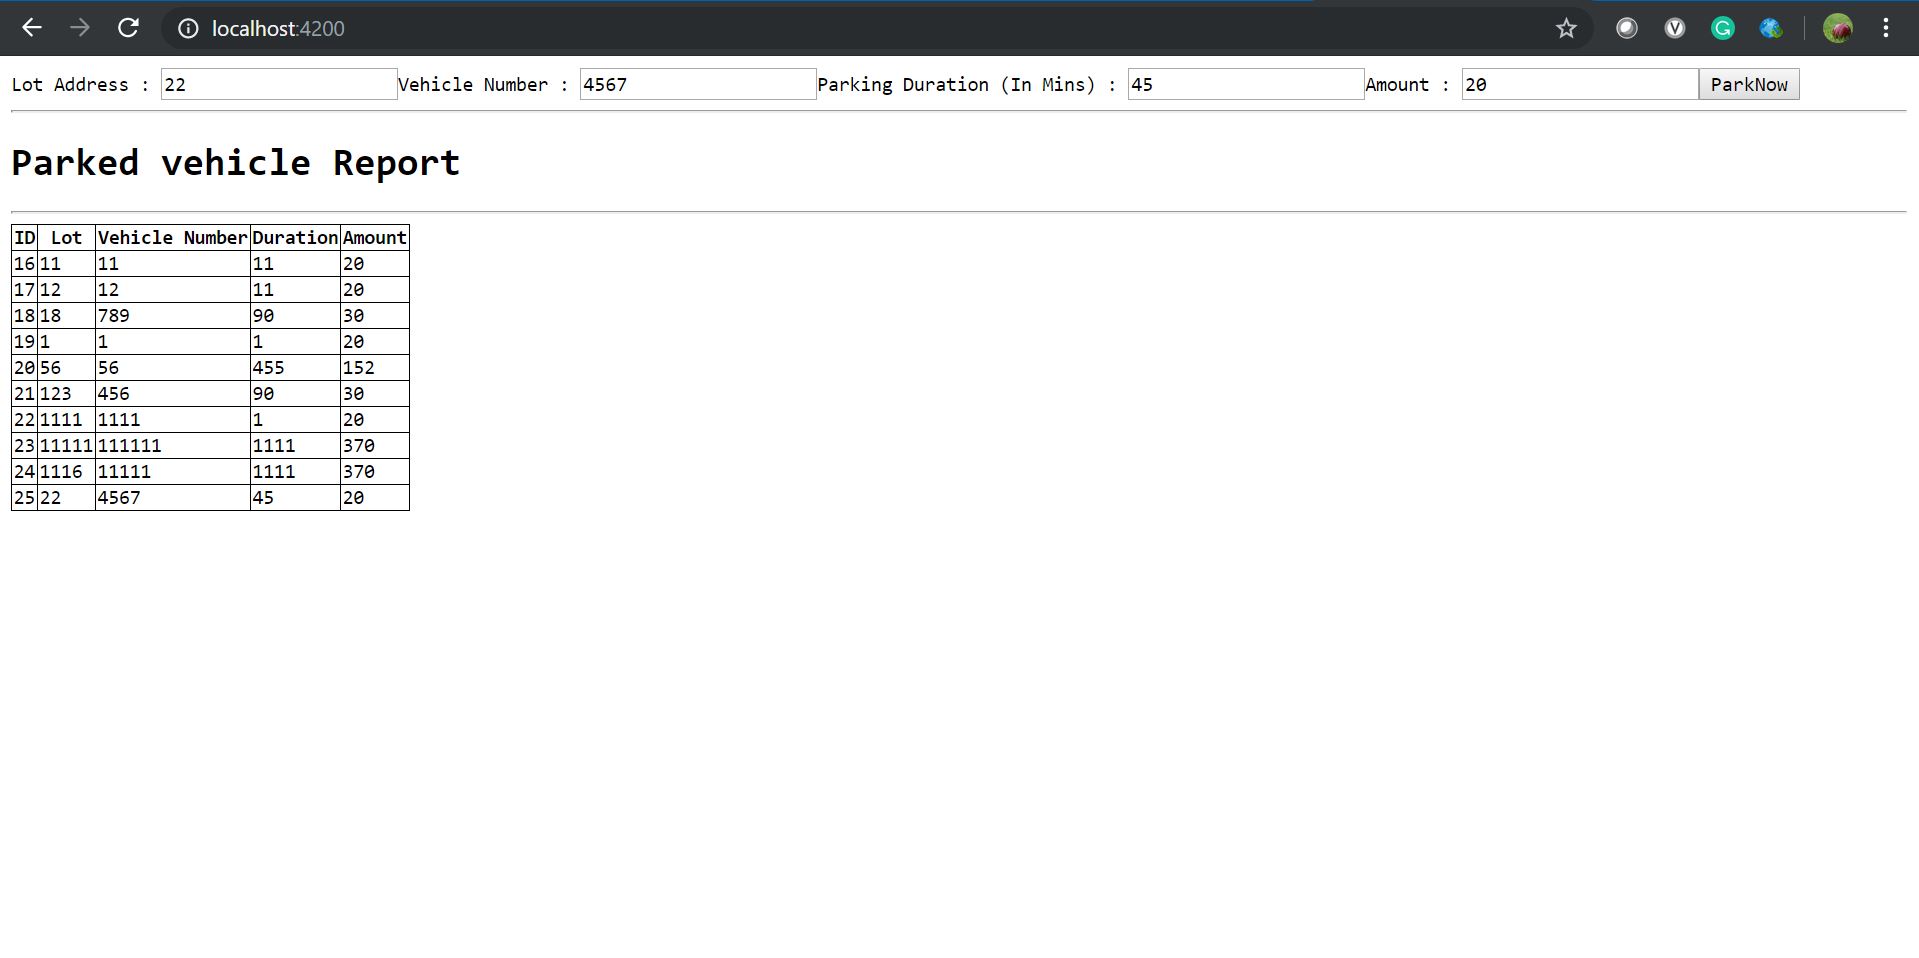 localhost:4200
Lot Address : 22 Vehicle Number : 4567 Parking Duration (In Mins) : 45 Amount : 20 ParkNow
Parked vehicle Report
ID Lot Vehicle Number Duration Amount
16 11 11 11 20
17 12 12 11 20
18 18 789 90 30
19 1 1 1 20
20 56 56 455 152
21 123 456 90 30
22 1111 1111 1 20
23 11111 111111 1111 370
24 1116 11111 1111 370
25 22 4567 45 20